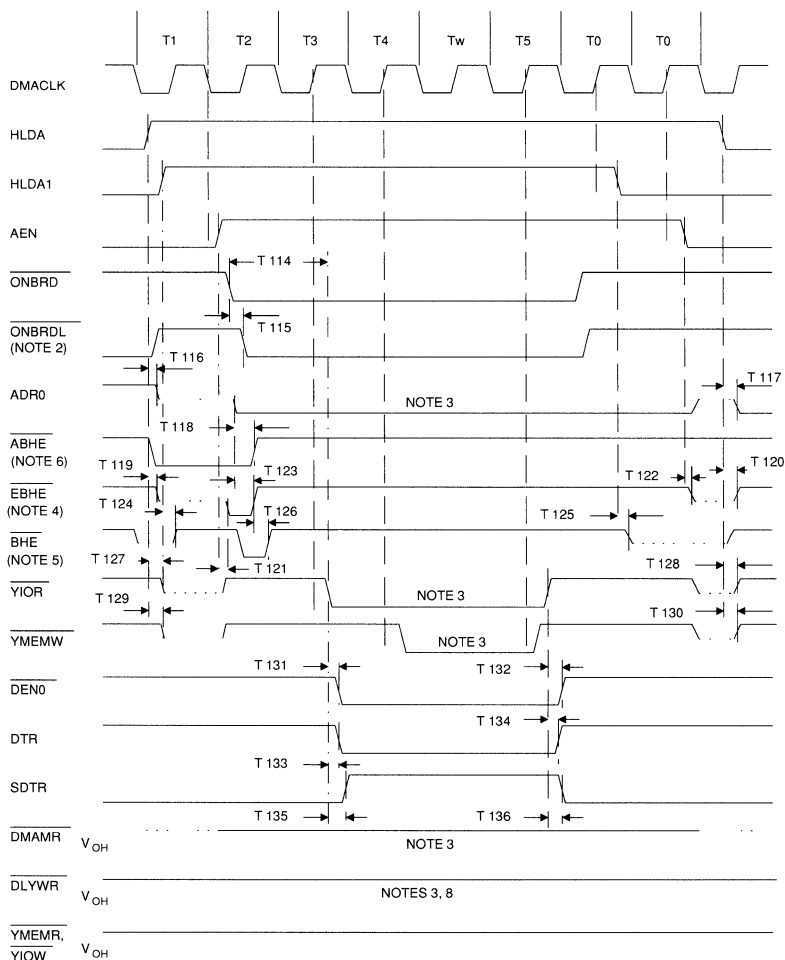 T1 T2 T3 T4 Tw T5 T0 T0
DMACLK
HLDA
HLDA1
AEN
T 114
ONBRD
T 115
ONBRDL
(NOTE 2)
T 116
T 117
ADR0
NOTE 3
T 118
ABHE
(NOTE 6)
T 119
T 123
T 122
T 120
EBHE
(NOTE 4)
T 124
T 126
T 125
BHE
(NOTE 5)
T 127
T 121
T 128
YIOR
NOTE 3
T 129
T 130
YMEMW
NOTE 3
T 131
T 132
DEN0
T 134
DTR
T 133
SDTR
T 135
T 136
DMAMR
VOH
NOTE 3
DLYWR
VOH
NOTES 3, 8
YMEMR,
YIOW
VOH